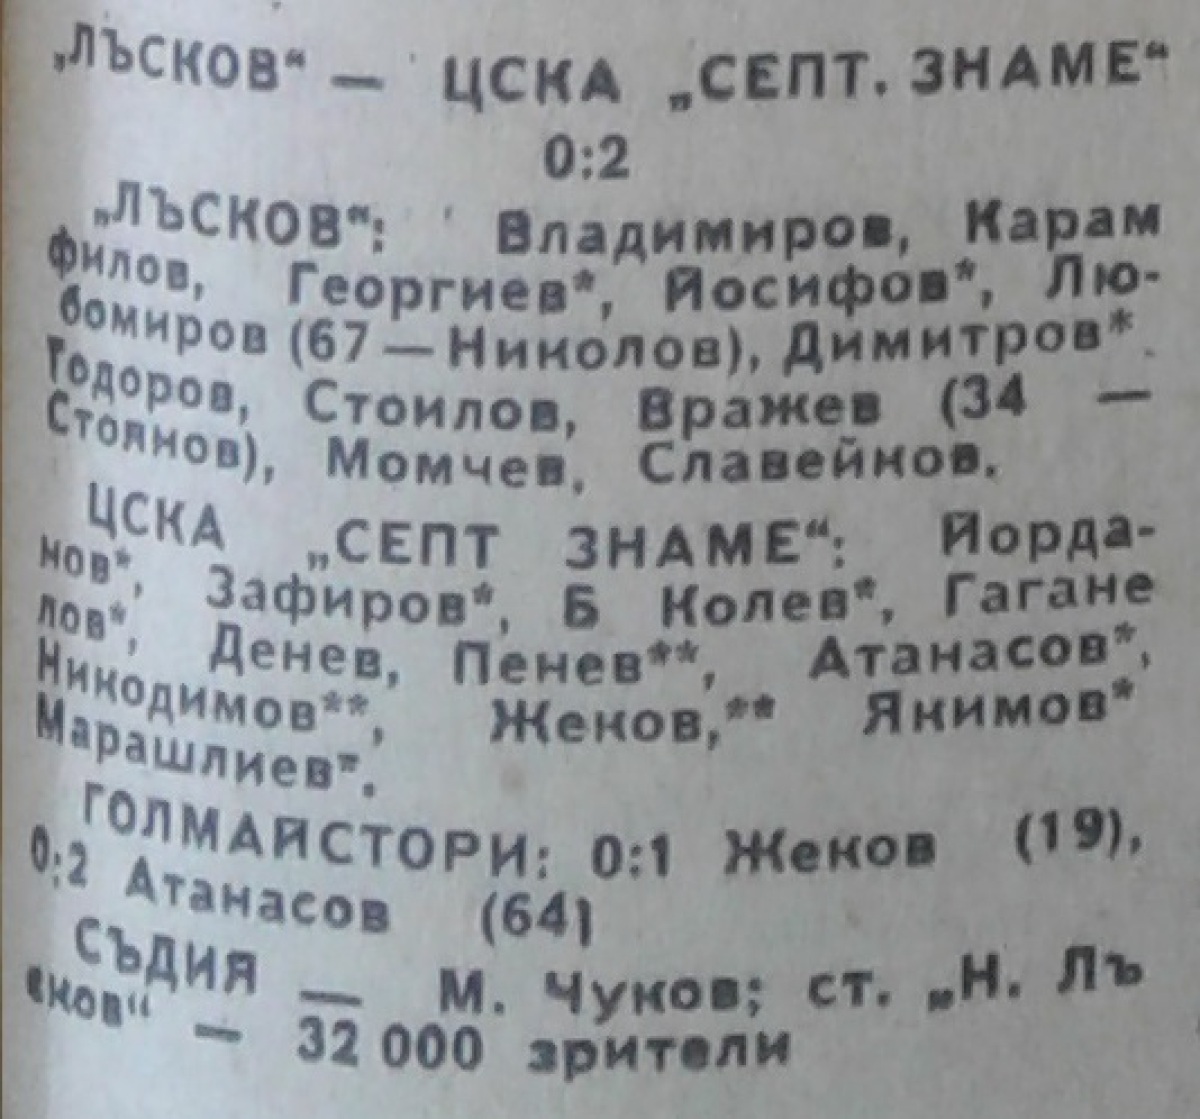 „ЛЪСКОВ“ — ЦСКА „СЕПТ. ЗНАМЕ“
0:2
„ЛЪСКОВ“: Владимиров, Карам
филов, Георгиев*, Йосифов*, Лю-
бомиров (67 — Николов), Димитров*
Тодоров, Стоилов, Вражев (34 —
Стоянов), Момчев, Славейков.
ЦСКА „СЕПТ ЗНАМЕ“: Йорда-
нов*, Зафиров*, Б Колев*, Гагане
лов*, Денев, Пенев**, Атанасов*,
Никодимов**, Жеков,** Якимов*
Марашлиев*.
ГОЛМАЙСТОРИ: 0:1 Жеков (19),
0:2 Атанасов (64)
СЪДИЯ — М. Чуков; ст. „Н. Лъ
сков“ — 32 000 зрители